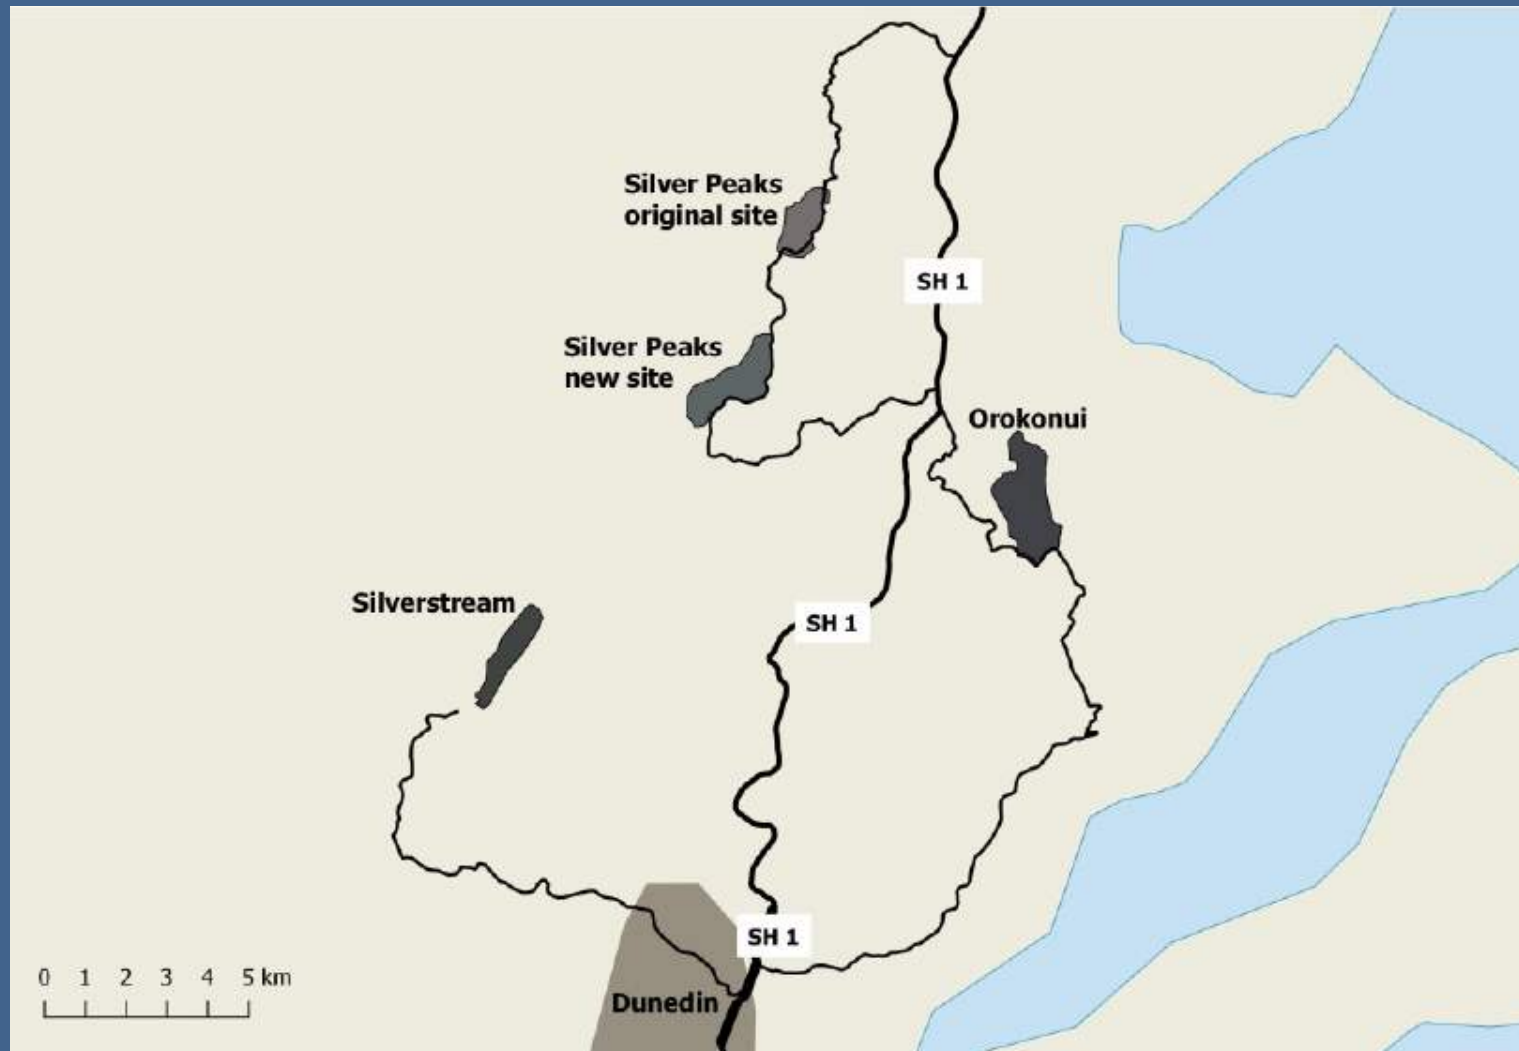 Silver Peaks
original site
SH 1
Silver Peaks
new site
Orokonui
Silverstream
SH 1
SH 1
0 1 2 3 4 5 km
Dunedin